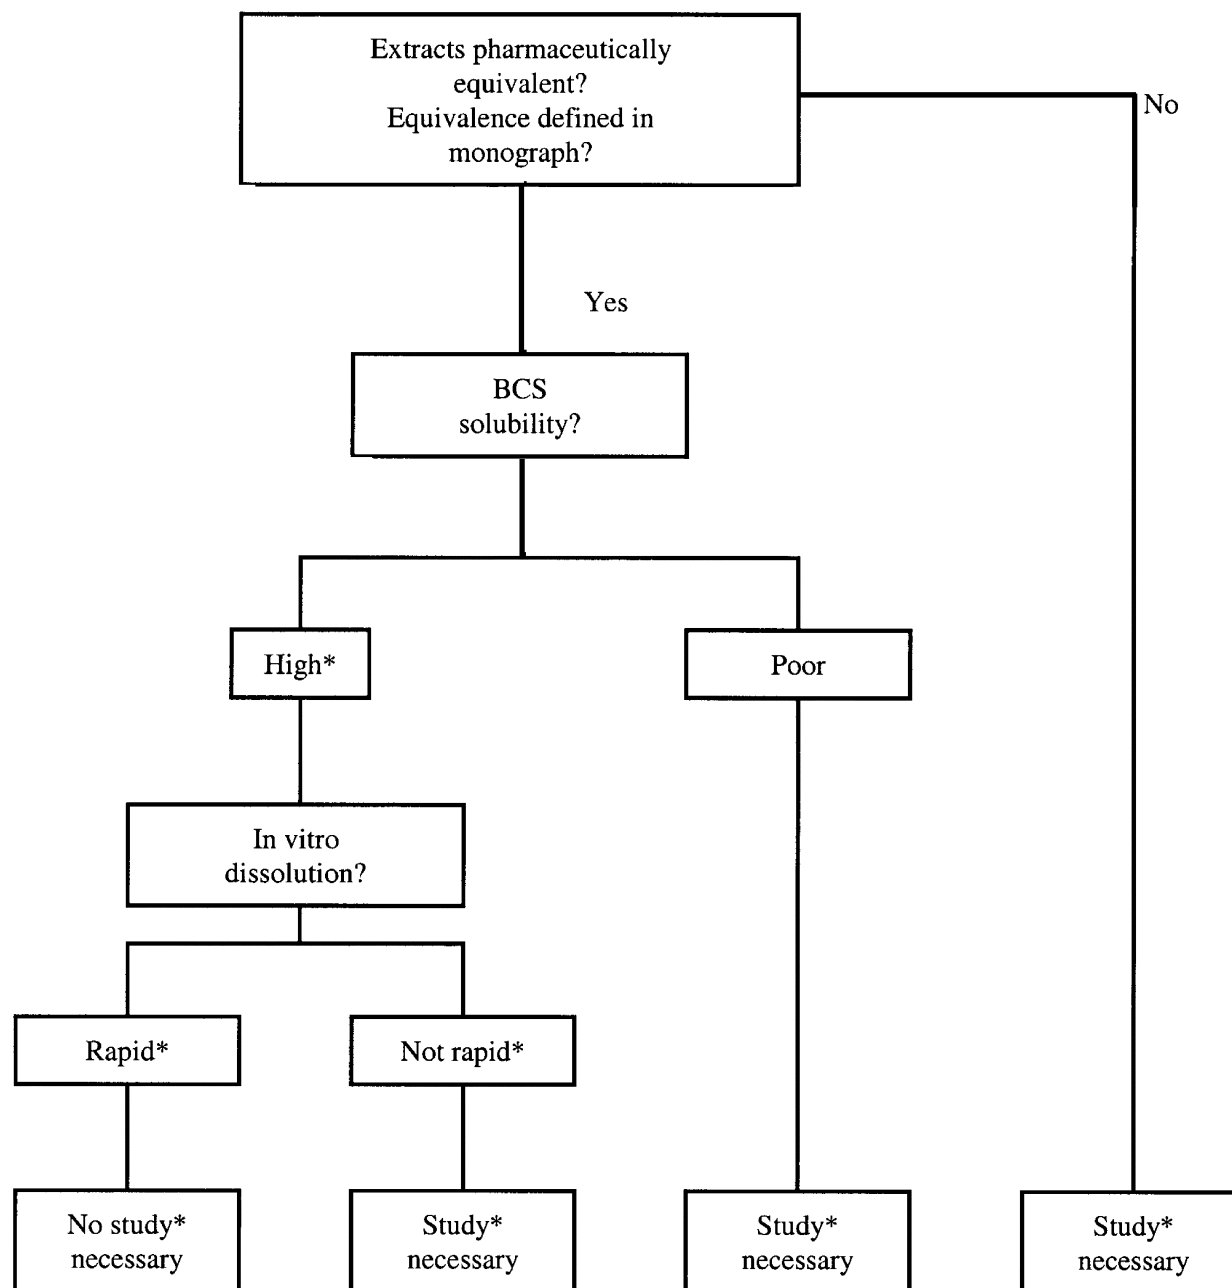 Extracts pharmaceutically
equivalent?
Equivalence defined in
monograph?
No
Yes
BCS
solubility?
High*
Poor
In vitro
dissolution?
Rapid*
Not rapid*
No study*
necessary
Study*
necessary
Study*
necessary
Study*
necessary